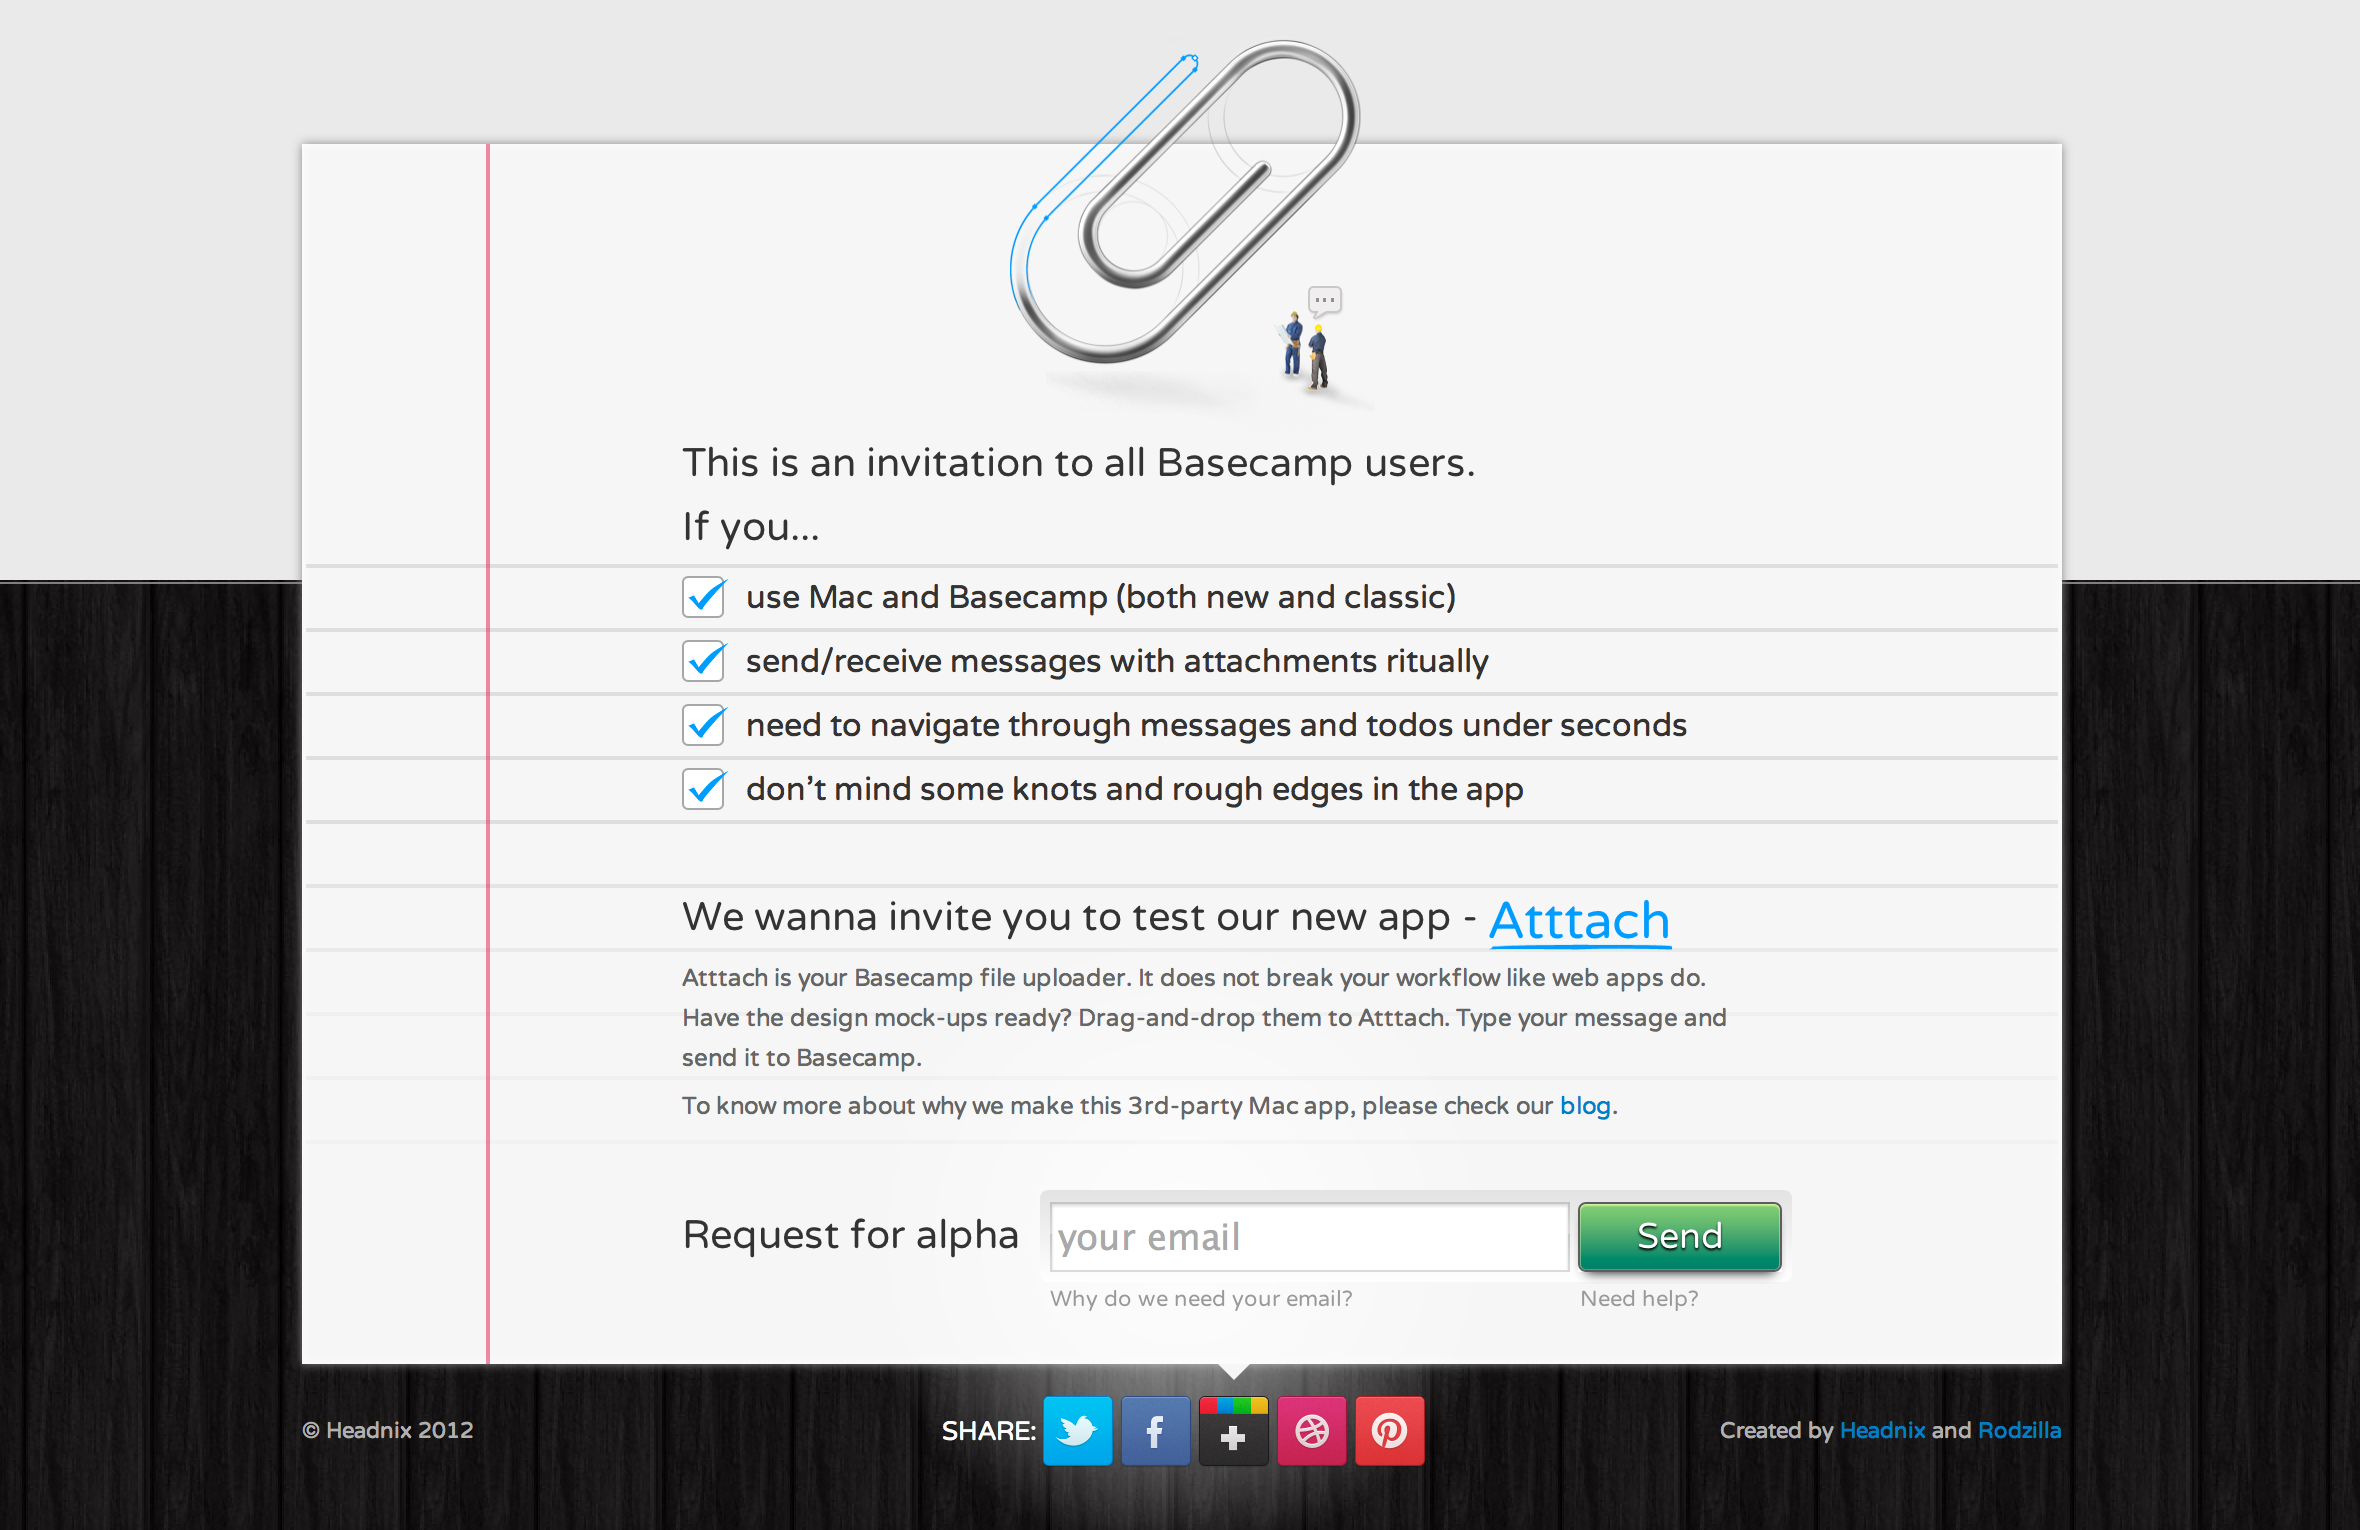 This is an invitation to all Basecamp users.
If you...
use Mac and Basecamp (both new and classic)
send/receive messages with attachments ritually
need to navigate through messages and todos under seconds
don’t mind some knots and rough edges in the app
We wanna invite you to test our new app - Atttach
Atttach is your Basecamp file uploader. It does not break your workflow like web apps do.
Have the design mock-ups ready? Drag-and-drop them to Atttach. Type your message and
send it to Basecamp.
To know more about why we make this 3rd-party Mac app, please check our blog.
Request for alpha your email Send
Why do we need your email? Need help?
© Headnix 2012 SHARE: Created by Headnix and Rodzilla